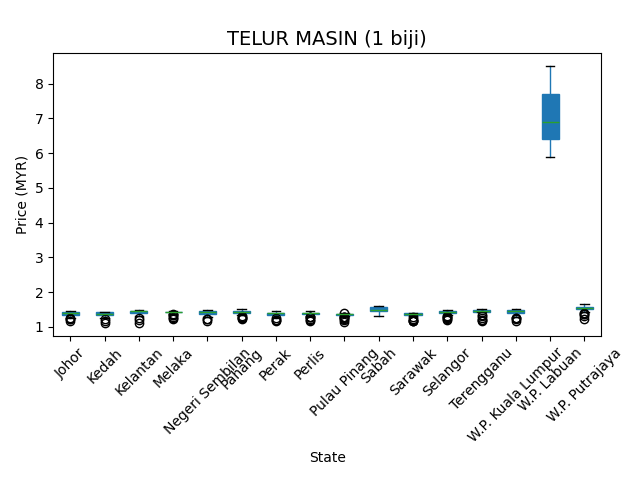 TELUR MASIN (1 biji)
Price (MYR)
8
7
6
5
4
3
2
1
Johor
Kedah
Kelantan
Melaka
Negeri Sembilan
Pahang
Perak
Perlis
Pulau Pinang
Sabah
Sarawak
Selangor
Terengganu
W.P. Kuala Lumpur
W.P. Labuan
W.P. Putrajaya
State